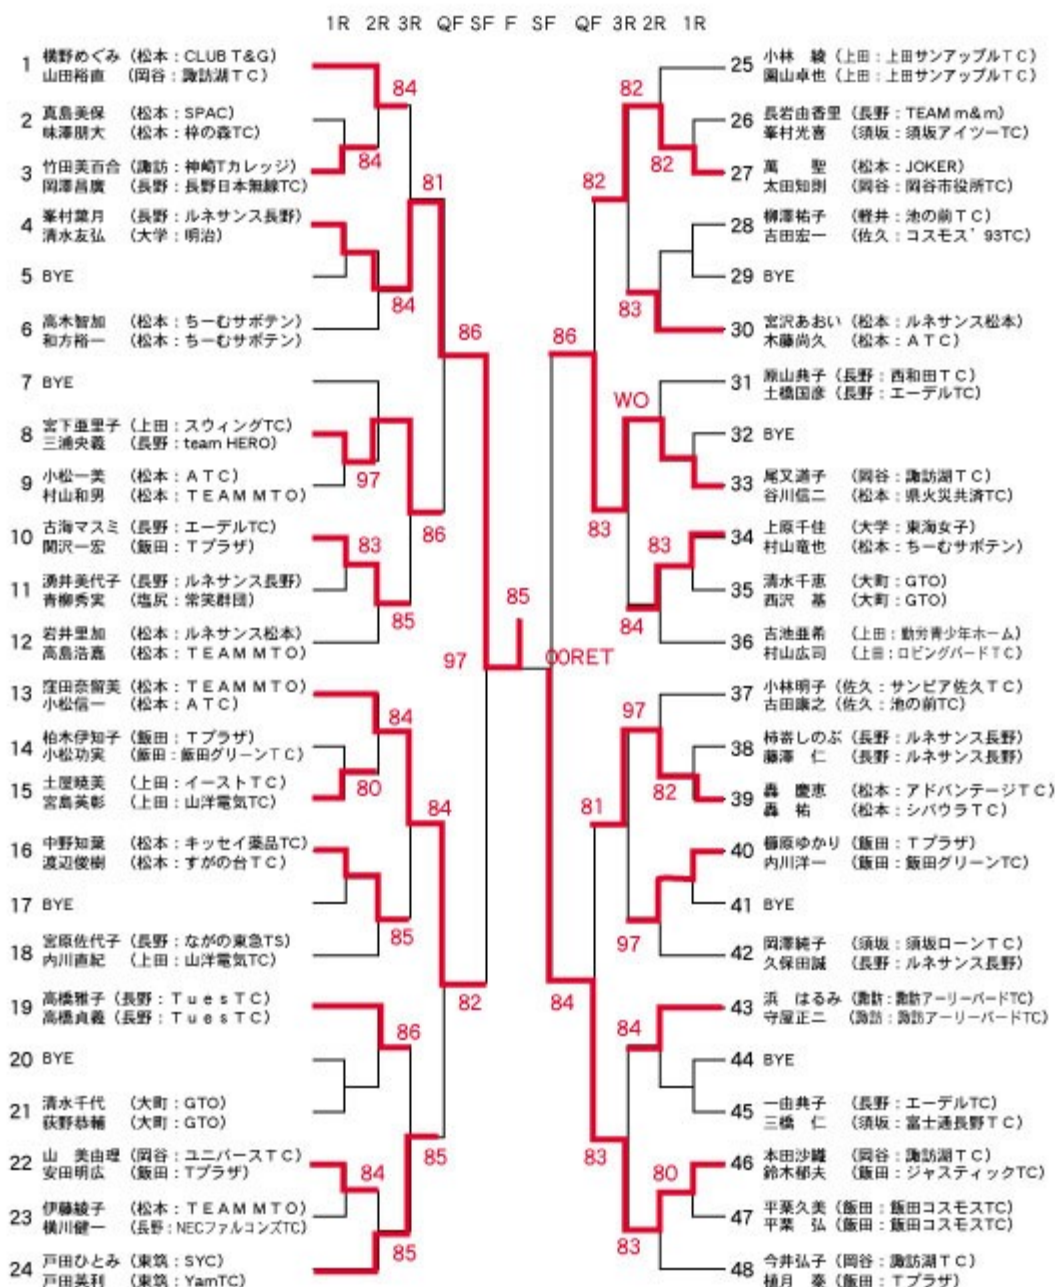 1R 2R 3R QF SF F SF QF 3R 2R 1R
1 横野めぐみ (松本：CLUB T&G)
山田裕直 (岡谷：諏訪湖TC)
2 真島美保 (松本：SPAC)
味澤朋大 (松本：梓の森TC)
3 竹田美百合 (諏訪：神崎Tカレッジ)
岡澤昌廣 (長野：長野日本無線TC)
4 峯村葉月 (長野：ルネサンス長野)
清水友弘 (大学：明治)
5 BYE
6 高木智加 (松本：ちーむサボテン)
和方裕一 (松本：ちーむサボテン)
7 BYE
8 宮下亜里子 (上田：スウィングTC)
三浦央義 (長野：team HERO)
9 小松一美 (松本：ATC)
村山和男 (松本：TEAM MTO)
10 古海マスミ (長野：エーデルTC)
関沢一宏 (飯田：Tプラザ)
11 湧井美代子 (長野：ルネサンス長野)
青柳秀実 (塩尻：常笑群団)
12 岩井里加 (松本：ルネサンス松本)
高島浩嘉 (松本：TEAM MTO)
13 窪田奈留美 (松本：TEAM MTO)
小松信一 (松本：ATC)
14 柏木伊知子 (飯田：Tプラザ)
小松功実 (飯田：飯田グリーンTC)
15 土屋暁美 (上田：イーストTC)
宮島英彰 (上田：山洋電気TC)
16 中野知葉 (松本：キッセイ薬品TC)
渡辺俊樹 (松本：すがの台TC)
17 BYE
18 宮原佐代子 (長野：ながの東急TS)
内川直紀 (上田：山洋電気TC)
19 高橋雅子 (長野：TuesTC)
高橋貞義 (長野：TuesTC)
20 BYE
21 清水千代 (大町：GTO)
荻野恭輔 (大町：GTO)
22 山 美由理 (岡谷：ユニバースTC)
安田明広 (飯田：Tプラザ)
23 伊藤綾子 (松本：TEAM MTO)
横川健一 (長野：NECファルコンズTC)
24 戸田ひとみ (東筑：SYC)
戸田英利 (東筑：YamTC)
84
84
81
84
86
97
83
86
85
97
84
80
84
85
82
86
84
85
85
85
00RET
25 小林 綾 (上田：上田サンアップルTC)
園山卓也 (上田：上田サンアップルTC)
26 長岩由香里 (長野：TEAM m&m)
峯村光喜 (須坂：須坂アイツーTC)
27 萬 聖 (松本：JOKER)
太田知則 (岡谷：岡谷市役所TC)
28 柳澤祐子 (軽井：池の前TC)
吉田宏一 (佐久：コスモス’93TC)
29 BYE
30 宮沢あおい (松本：ルネサンス松本)
木藤尚久 (松本：ATC)
31 原山典子 (長野：西和田TC)
土橋国彦 (長野：エーデルTC)
32 BYE
33 尾又道子 (岡谷：諏訪湖TC)
谷川信二 (松本：県火災共済TC)
34 上原千佳 (大学：東海女子)
村山竜也 (松本：ちーむサボテン)
35 清水千恵 (大町：GTO)
西沢 基 (大町：GTO)
36 吉池亜希 (上田：勤労青少年ホーム)
村山広司 (上田：ロビングバードTC)
37 小林明子 (佐久：サンピア佐久TC)
古田康之 (佐久：池の前TC)
38 柿嵜しのぶ (長野：ルネサンス長野)
藤澤 仁 (長野：ルネサンス長野)
39 轟 慶恵 (松本：アドバンテージTC)
轟 祐 (松本：シバウラTC)
40 櫛原ゆかり (飯田：Tプラザ)
内川洋一 (飯田：飯田グリーンTC)
41 BYE
42 岡澤純子 (須坂：須坂ローンTC)
久保田誠 (長野：ルネサンス長野)
43 浜 はるみ (諏訪：諏訪アーリーバードTC)
守屋正二 (諏訪：諏訪アーリーバードTC)
44 BYE
45 一由典子 (長野：エーデルTC)
三橋 仁 (須坂：富士通長野TC)
46 本田沙織 (岡谷：諏訪湖TC)
鈴木郁夫 (飯田：ジャスティックTC)
47 平栗久美 (飯田：飯田コスモスTC)
平栗 弘 (飯田：飯田コスモスTC)
48 今井弘子 (岡谷：諏訪湖TC)
植月 泰 (飯田：Tプラザ)
82
82
82
83
86
WO
83
83
84
97
82
81
97
84
84
83
80
83